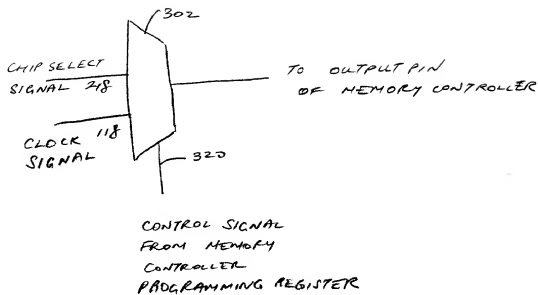 302
CHIP SELECT
SIGNAL 218
TO OUTPUT PIN
OF MEMORY CONTROLLER
CLOCK 118
SIGNAL
320
CONTROL SIGNAL
FROM MEMORY
CONTROLLER
PROGRAMMING REGISTER